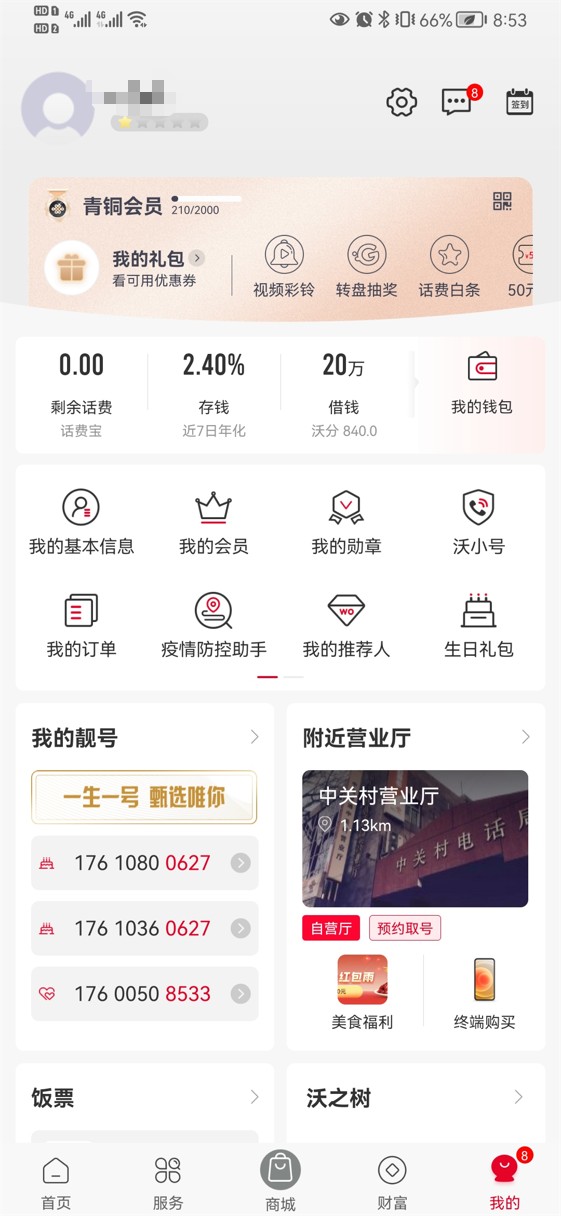 HD 1 4G 4G 66% 8:53
HD 2
8
签到
青铜会员
210/2000
我的礼包
看可用优惠券
视频彩铃 转盘抽奖 话费白条 50元
0.00 2.40% 20万
剩余话费 存钱 借钱 我的钱包
话费宝 近7日年化 沃分 840.0
我的基本信息 我的会员 我的勋章 沃小号
WO
我的订单 疫情防控助手 我的推荐人 生日礼包
我的靓号
一生一号 甄选唯你
176 1080 0627
176 1036 0627
176 0050 8533
附近营业厅
中关村营业厅
1.13km
中关村电话局
自营厅 预约取号
红包雨
美食福利 终端购买
饭票 沃之树
8
首页 服务 商城 财富 我的